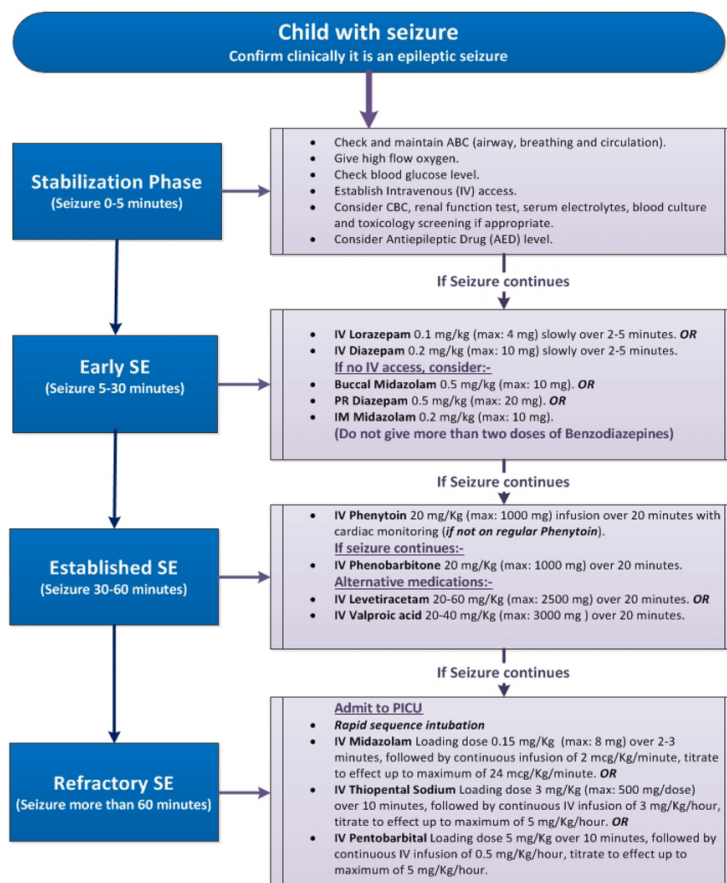 Child with seizure
Confirm clinically it is an epileptic seizure
Stabilization Phase
(Seizure 0-5 minutes)
• Check and maintain ABC (airway, breathing and circulation).
• Give high flow oxygen.
• Check blood glucose level.
• Establish Intravenous (IV) access.
• Consider CBC, renal function test, serum electrolytes, blood culture
and toxicology screening if appropriate.
• Consider Antiepileptic Drug (AED) level.
If Seizure continues
Early SE
(Seizure 5-30 minutes)
• IV Lorazepam 0.1 mg/kg (max: 4 mg) slowly over 2-5 minutes. OR
• IV Diazepam 0.2 mg/kg (max: 10 mg) slowly over 2-5 minutes.
If no IV access, consider:-
• Buccal Midazolam 0.5 mg/kg (max: 10 mg). OR
• PR Diazepam 0.5 mg/kg (max: 20 mg). OR
• IM Midazolam 0.2 mg/kg (max: 10 mg).
(Do not give more than two doses of Benzodiazepines)
If Seizure continues
Established SE
(Seizure 30-60 minutes)
• IV Phenytoin 20 mg/Kg (max: 1000 mg) infusion over 20 minutes with
cardiac monitoring (if not on regular Phenytoin).
If seizure continues:-
• IV Phenobarbitone 20 mg/Kg (max: 1000 mg) over 20 minutes.
Alternative medications:-
• IV Levetiracetam 20-60 mg/Kg (max: 2500 mg) over 20 minutes. OR
• IV Valproic acid 20-40 mg/Kg (max: 3000 mg ) over 20 minutes.
If Seizure continues
Refractory SE
(Seizure more than 60 minutes)
Admit to PICU
• Rapid sequence intubation
• IV Midazolam Loading dose 0.15 mg/Kg (max: 8 mg) over 2-3
minutes, followed by continuous infusion of 2 mcg/Kg/minute, titrate
to effect up to maximum of 24 mcg/Kg/minute. OR
• IV Thiopental Sodium Loading dose 3 mg/Kg (max: 500 mg/dose)
over 10 minutes, followed by continuous IV infusion of 3 mg/Kg/hour,
titrate to effect up to maximum of 5 mg/Kg/hour. OR
• IV Pentobarbital Loading dose 5 mg/Kg over 10 minutes, followed by
continuous IV infusion of 0.5 mg/Kg/hour, titrate to effect up to
maximum of 5 mg/Kg/hour.